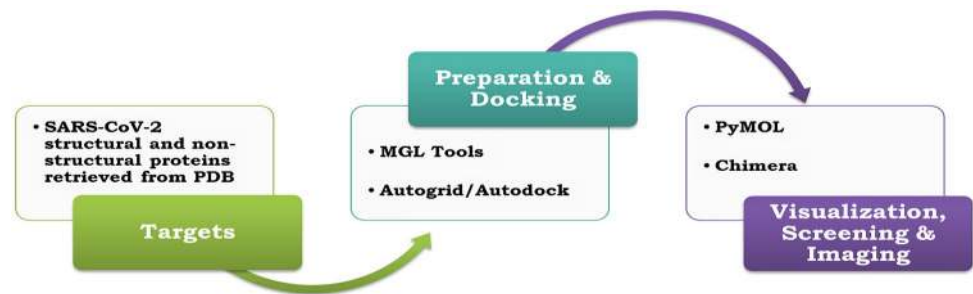 • SARS-CoV-2
structural and non-
structural proteins
retrieved from PDB
Targets
Preparation &
Docking
• MGL Tools
• Autogrid/Autodock
• PyMOL
• Chimera
Visualization,
Screening &
Imaging